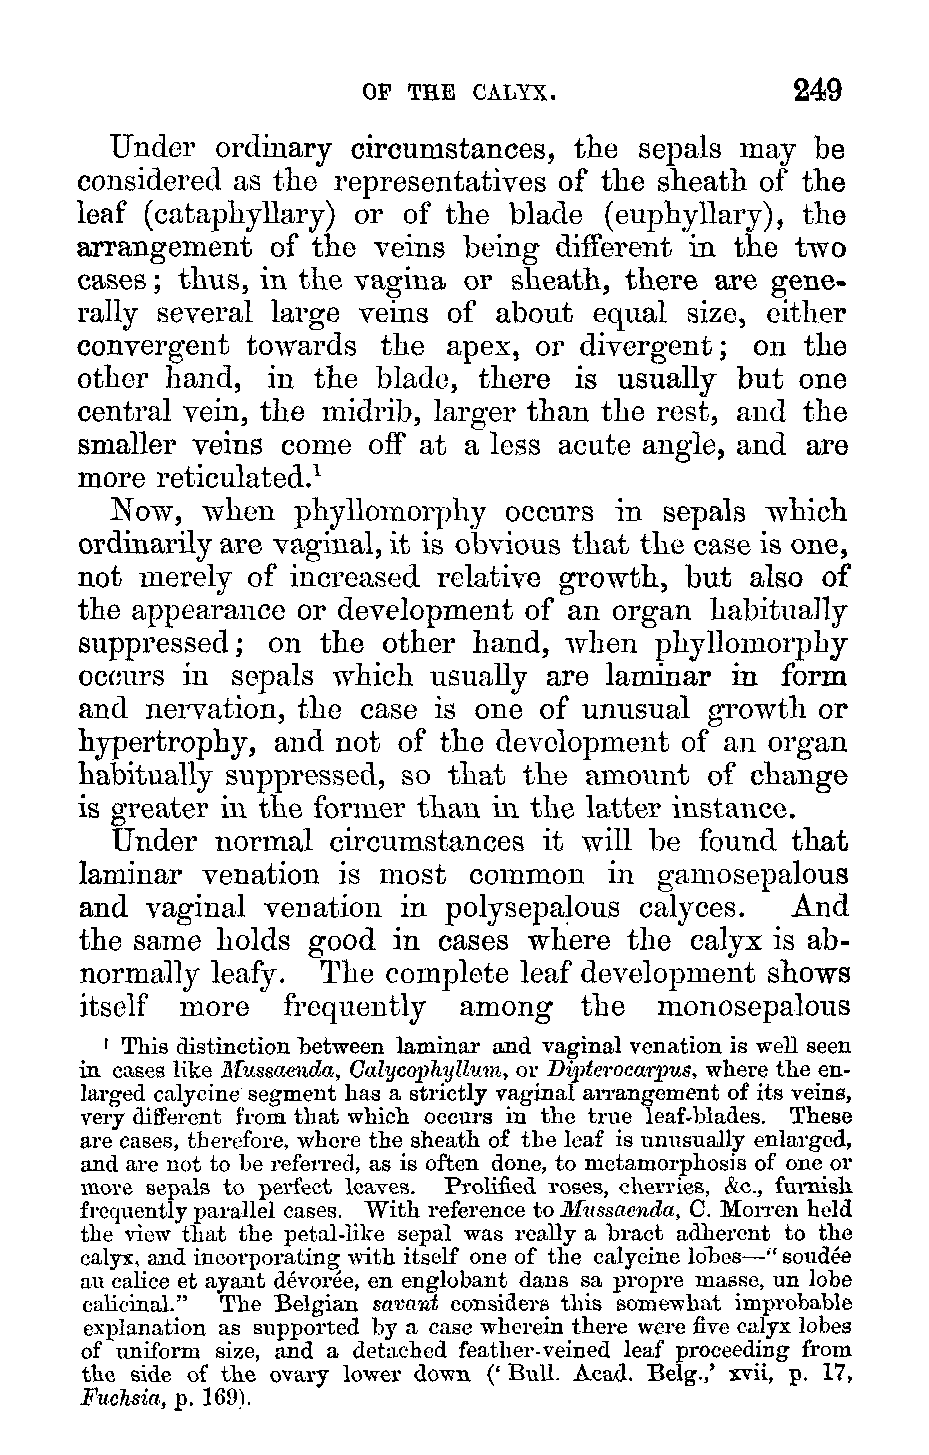 OF THE CALYX. 249
Under ordinary circumstances, the sepals may be
considered as the representatives of the sheath of the
leaf (cataphyllary) or of the blade (euphyllary), the
arrangement of the veins being different in the two
cases; thus, in the vagina or sheath, there are gene-
rally several large veins of about equal size, either
convergent towards the apex, or divergent; on the
other hand, in the blade, there is usually but one
central vein, the midrib, larger than the rest, and the
smaller veins come off at a less acute angle, and are
more reticulated.¹
Now, when phyllomorphy occurs in sepals which
ordinarily are vaginal, it is obvious that the case is one,
not merely of increased relative growth, but also of
the appearance or development of an organ habitually
suppressed; on the other hand, when phyllomorphy
occurs in sepals which usually are laminar in form
and nervation, the case is one of unusual growth or
hypertrophy, and not of the development of an organ
habitually suppressed, so that the amount of change
is greater in the former than in the latter instance.
Under normal circumstances it will be found that
laminar venation is most common in gamosepalous
and vaginal venation in polysepalous calyces. And
the same holds good in cases where the calyx is ab-
normally leafy. The complete leaf development shows
itself more frequently among the monosepalous
¹ This distinction between laminar and vaginal venation is well seen
in cases like Mussaenda, Calycophyllum, or Dipterocarpus, where the en-
larged calycine segment has a strictly vaginal arrangement of its veins,
very different from that which occurs in the true leaf-blades. These
are cases, therefore, where the sheath of the leaf is unusually enlarged,
and are not to be referred, as is often done, to metamorphosis of one or
more sepals to perfect leaves. Prolified roses, cherries, &c., furnish
frequently parallel cases. With reference to Mussaenda, C. Morren held
the view that the petal-like sepal was really a bract adherent to the
calyx, and incorporating with itself one of the calycine lobes—"soudée
au calice et ayant dévorée, en englobant dans sa propre masse, un lobe
calicinal." The Belgian savant considers this somewhat improbable
explanation as supported by a case wherein there were five calyx lobes
of uniform size, and a detached feather-veined leaf proceeding from
the side of the ovary lower down ('Bull. Acad. Belg.,' xvii, p. 17,
Fuchsia, p. 169).